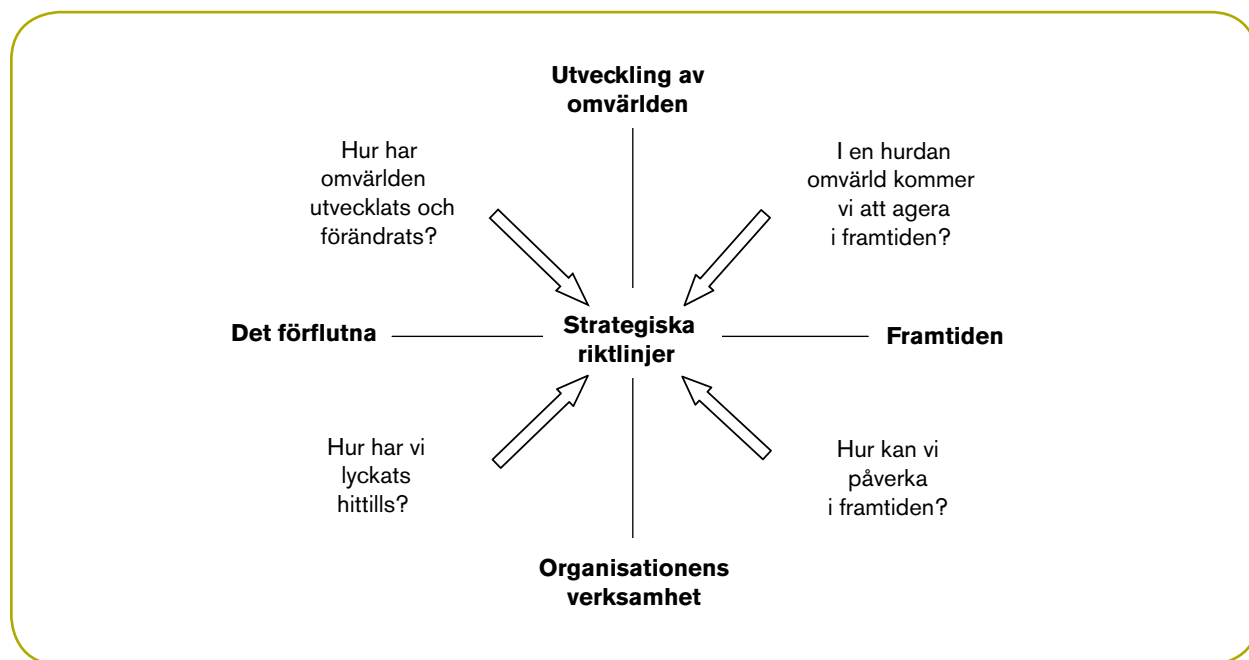 Utveckling av
omvärlden
Hur har
omvärlden
utvecklats och
förändrats?
I en hurdan
omvärld kommer
vi att agera
i framtiden?
Det förflutna
Strategiska
riktlinjer
Framtiden
Hur har vi
lyckats
hittills?
Hur kan vi
påverka
i framtiden?
Organisationens
verksamhet